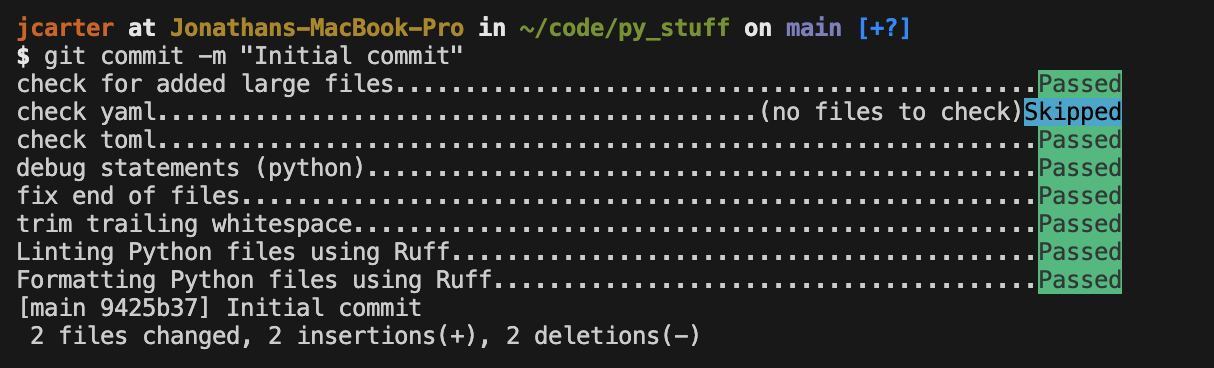 jcarter at Jonathans-MacBook-Pro in ~/code/py_stuff on main [+?]
$ git commit -m "Initial commit"
check for added large files..............................................Passed
check yaml...........................................(no files to check)Skipped
check toml...............................................................Passed
debug statements (python)................................................Passed
fix end of files.........................................................Passed
trim trailing whitespace.................................................Passed
Linting Python files using Ruff..........................................Passed
Formatting Python files using Ruff.......................................Passed
[main 9425b37] Initial commit
 2 files changed, 2 insertions(+), 2 deletions(-)